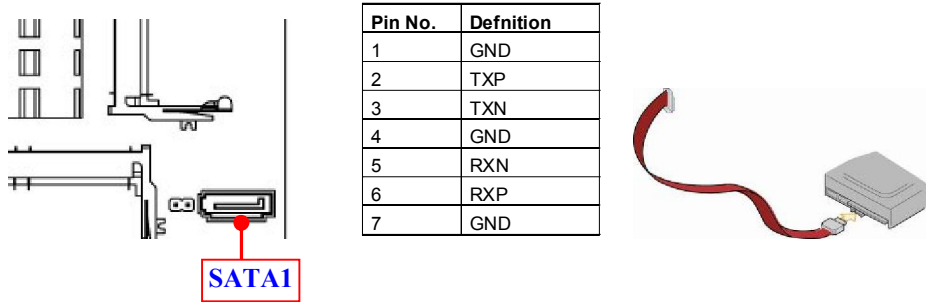 Pin No. Defnition
1 GND
2 TXP
3 TXN
4 GND
5 RXN
6 RXP
7 GND
SATA1